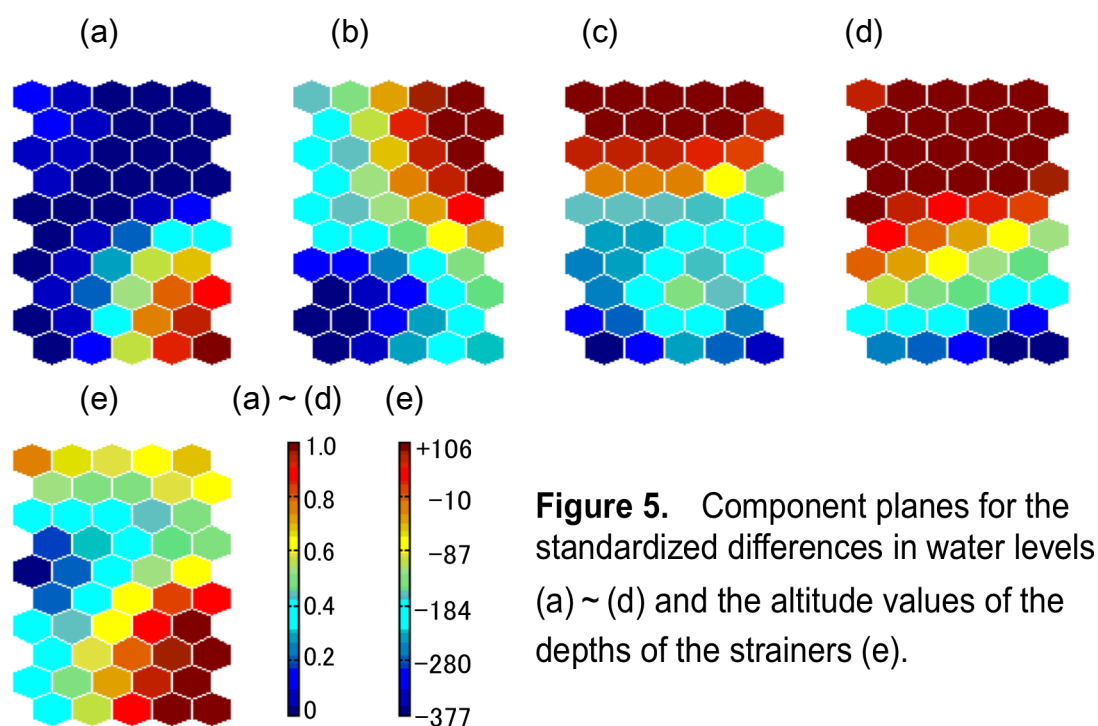 (a) (b) (c) (d)
(e) (a) ~ (d) (e)
1.0 +106
0.8 −10
0.6 −87
0.4 −184
0.2 −280
0 −377
Figure 5. Component planes for the
standardized differences in water levels
(a) ~ (d) and the altitude values of the
depths of the strainers (e).